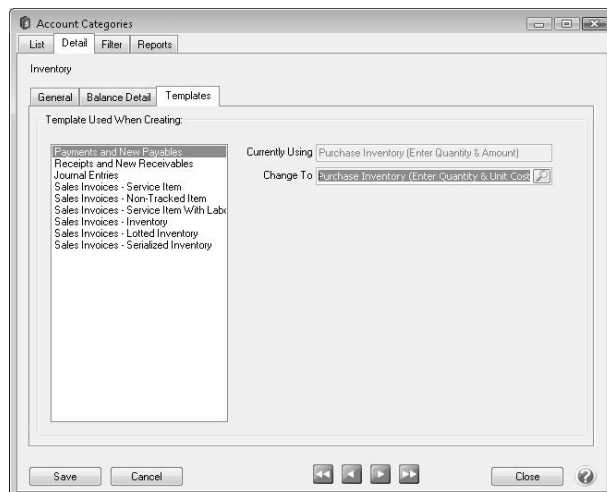 Account Categories
List Detail Filter Reports
Inventory
General Balance Detail Templates
Template Used When Creating:
Payments and New Payables
Receipts and New Receivables
Journal Entries
Sales Invoices - Service Item
Sales Invoices - Non-Tracked Item
Sales Invoices - Service Item With Labo
Sales Invoices - Inventory
Sales Invoices - Lotted Inventory
Sales Invoices - Serialized Inventory
Currently Using Purchase Inventory (Enter Quantity & Amount)
Change To Purchase Inventory (Enter Quantity & Unit Cost
Save Cancel Close ?